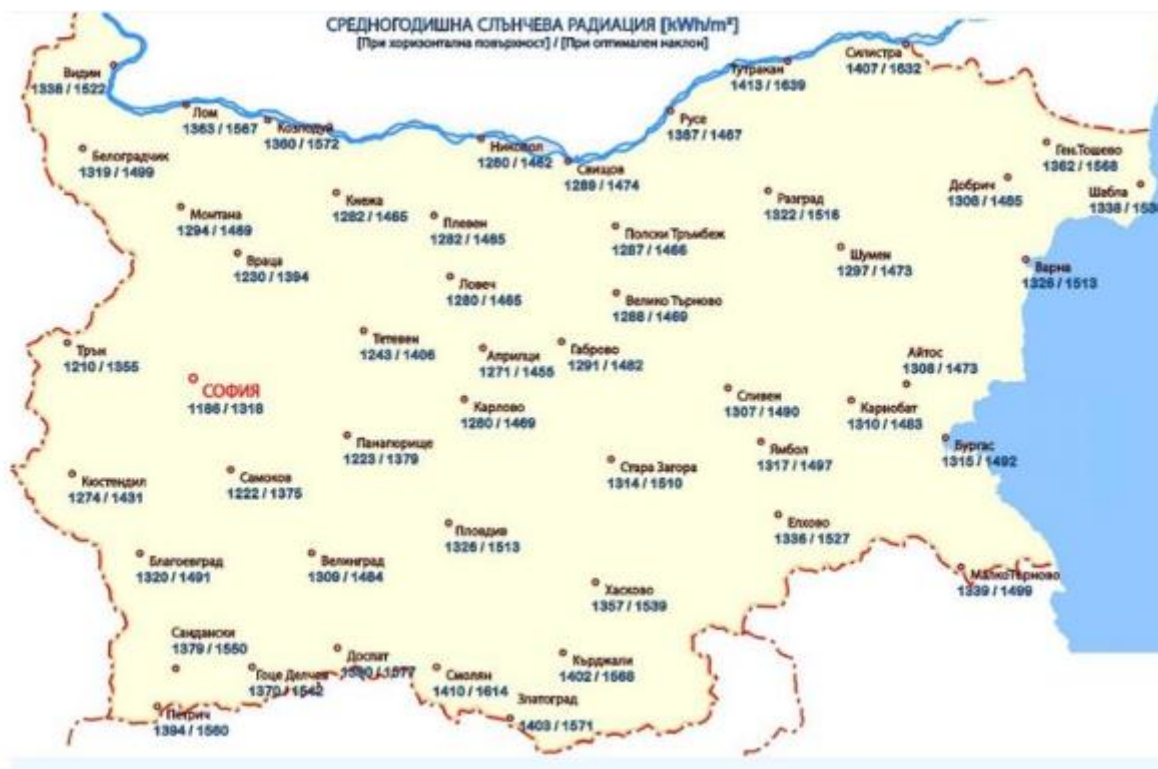 СРЕДНОГОДИШНА СЛЪНЧЕВА РАДИАЦИЯ [kWh/m²]
[При хоризонтална повърхност] / [При оптимален наклон]
Видин
1338 / 1522
Лом
1363 / 1567
Козлодуй
1360 / 1572
Никопол
1280 / 1462
Свищов
1289 / 1474
Русе
1367 / 1467
Тутракан
1413 / 1639
Силистра
1407 / 1632
Белоградчик
1319 / 1499
Ген.Тошево
1362 / 1568
Добрич
1306 / 1485
Шабла
1338 /
Монтана
1294 / 1469
Кнежа
1282 / 1465
Плевен
1282 / 1465
Полски Тръмбеж
1287 / 1466
Разград
1322 / 1516
Шумен
1297 / 1473
Варна
1326 / 1513
Враца
1230 / 1394
Ловеч
1280 / 1465
Велико Търново
1288 / 1469
Трън
1210 / 1355
Тетевен
1243 / 1406
Априлци
1271 / 1455
Габрово
1291 / 1482
Айтос
1308 / 1473
СОФИЯ
1186 / 1318
Карлово
1280 / 1469
Сливен
1307 / 1490
Карнобат
1310 / 1483
Панагюрище
1223 / 1379
Ямбол
1317 / 1497
Бургас
1315 / 1492
Кюстендил
1274 / 1431
Самоков
1222 / 1375
Стара Загора
1314 / 1510
Пловдив
1326 / 1513
Елхово
1336 / 1527
Благоевград
1320 / 1491
Велинград
1309 / 1484
Хасково
1357 / 1539
МалкоТърново
1339 / 1499
Сандански
1379 / 1550
Гоце Делчев
1370 / 1542
Доспат
/ 1577
Смолян
1410 / 1614
Кърджали
1402 / 1568
Златоград
1403 / 1571
Петрич
1394 / 1560